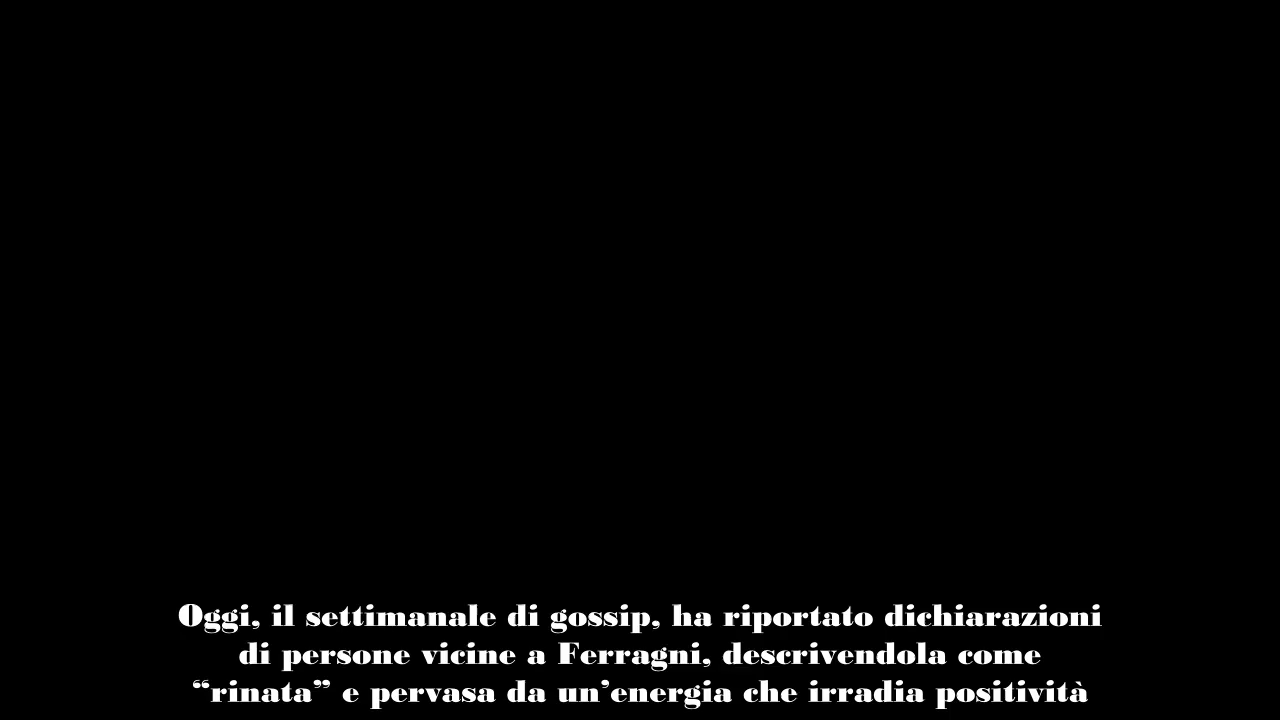 Oggi, il settimanale di gossip, ha riportato dichiarazioni
di persone vicine a Ferragni, descrivendola come
“rinata” e pervasa da un’energia che irradia positività